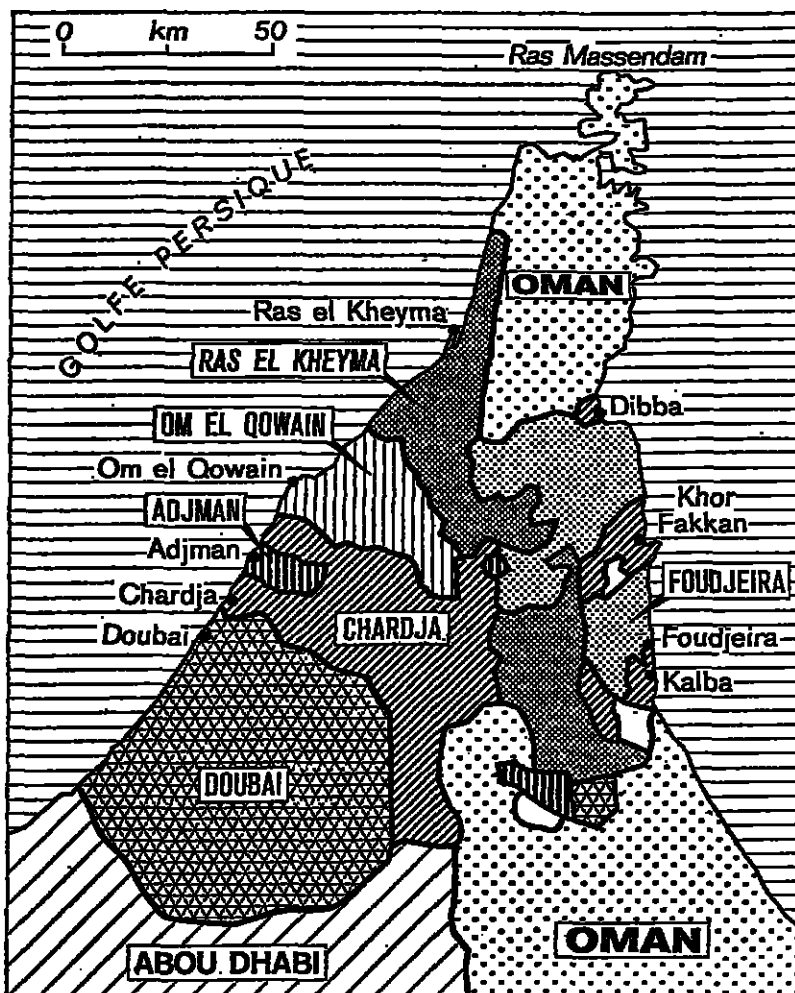 0 km 50
Ras Massendam
GOLFE PERSIQUE
OMAN
Ras el Kheyma
RAS EL KHEYMA
Dibba
OM EL QOWAIN
Om el Qowain
Khor
Fakkan
ADJMAN
Adjman
FOUDJEIRA
Chardja
CHARDJA
Doubaï
Foudjeira
Kalba
DOUBAI
ABOU DHABI
OMAN